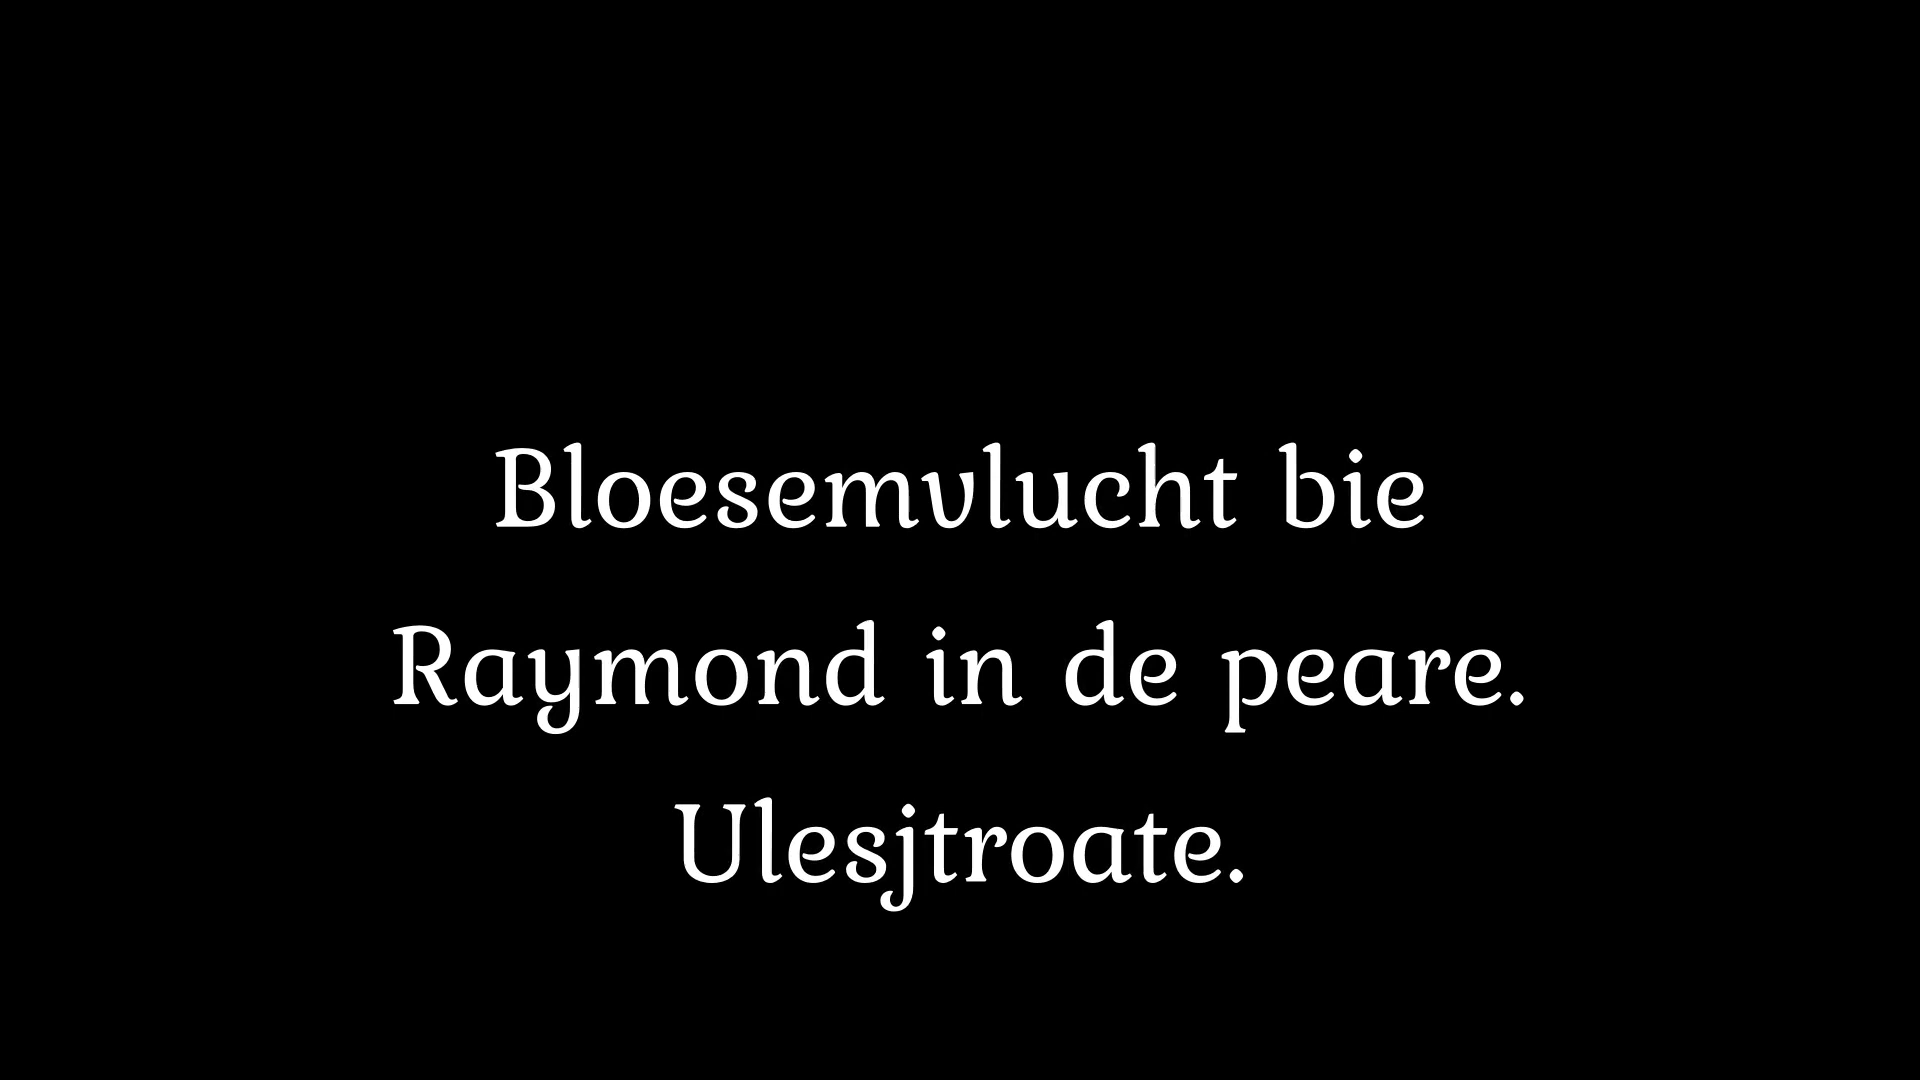 Bloesemvlucht bie
Raymond in de peare.
Ulesjtroate.